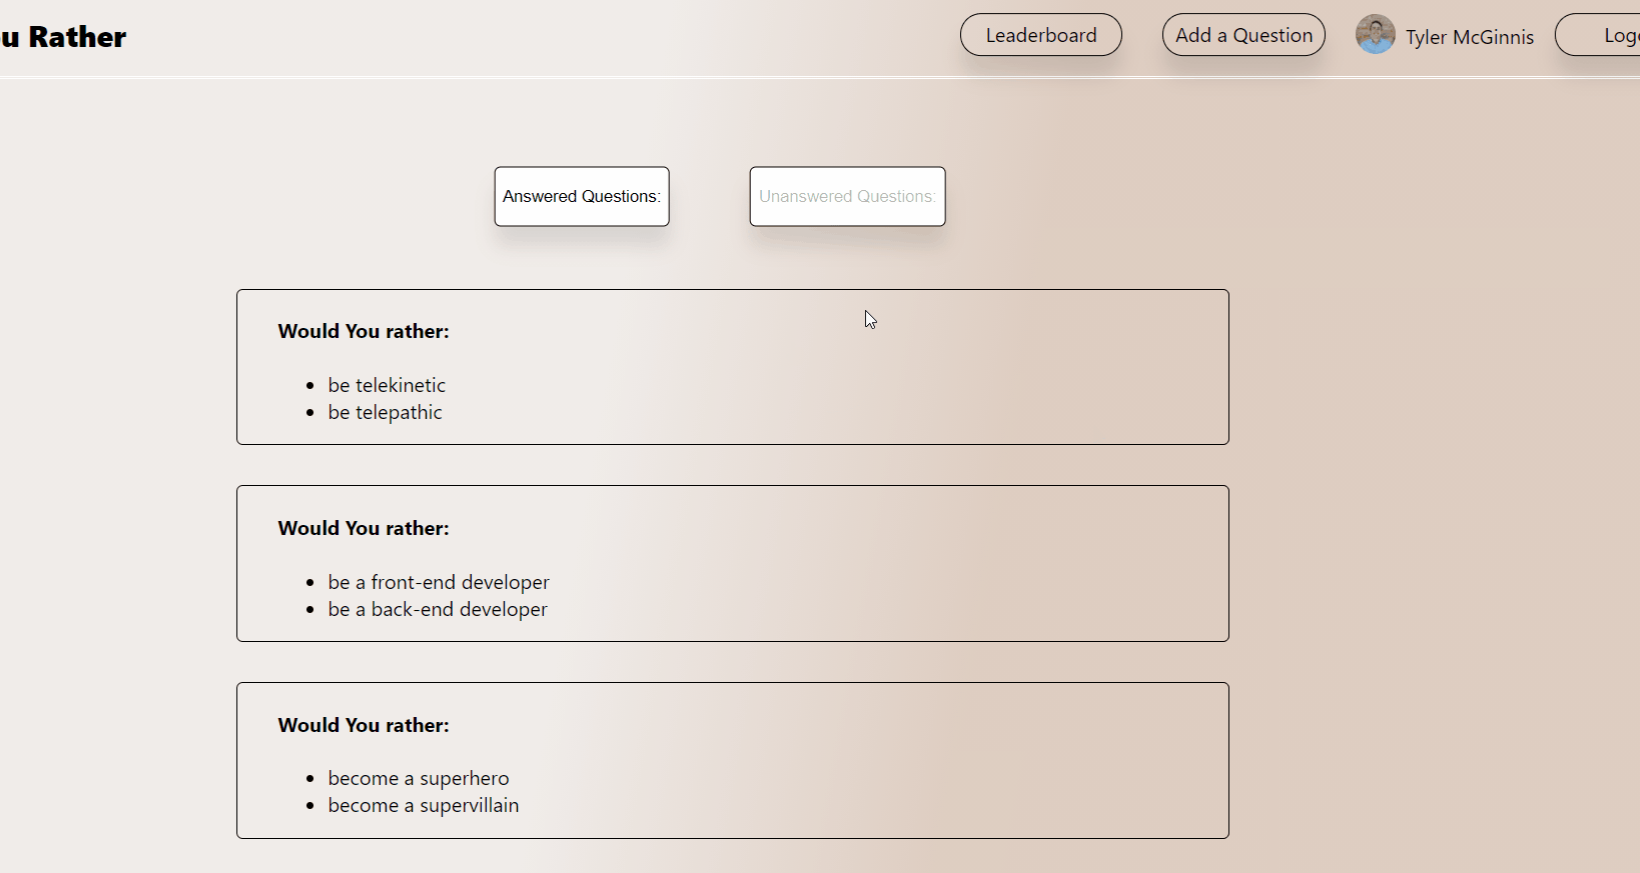 u Rather
Leaderboard
Add a Question
Tyler McGinnis
Log
Answered Questions:
Unanswered Questions:
Would You rather:
• be telekinetic
• be telepathic
Would You rather:
• be a front-end developer
• be a back-end developer
Would You rather:
• become a superhero
• become a supervillain